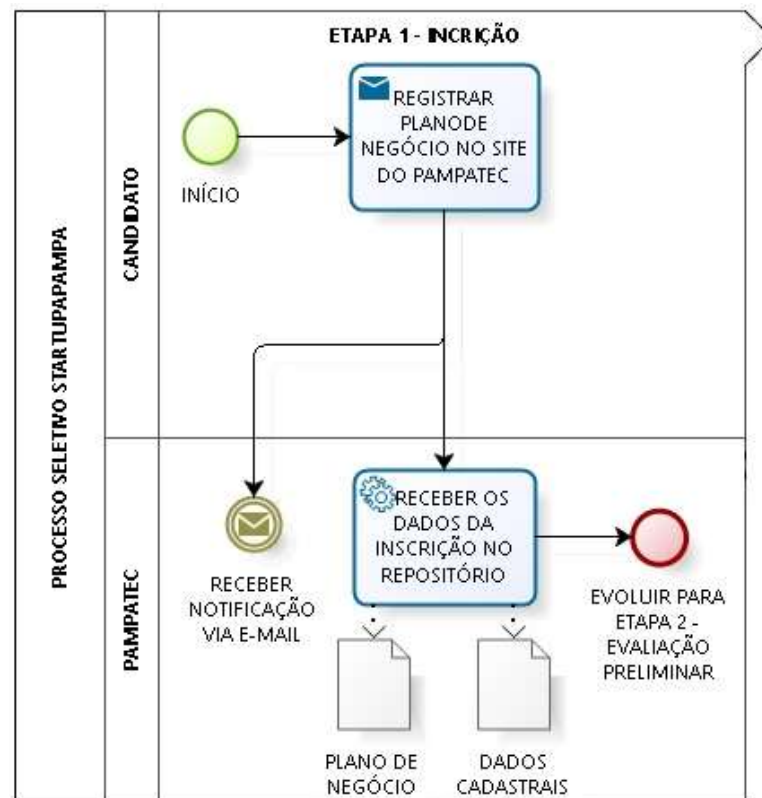 ETAPA 1 - INCRIÇÃO
PROCESSO SELETIVO STARTUPAPAMPA
CANDIDATO
INÍCIO
REGISTRAR
PLANODE
NEGÓCIO NO SITE
DO PAMPATEC
PAMPATEC
RECEBER
NOTIFICAÇÃO
VIA E-MAIL
RECEBER OS
DADOS DA
INSCRIÇÃO NO
REPOSITÓRIO
EVOLUIR PARA
ETAPA 2 -
EVALIAÇÃO
PRELIMINAR
PLANO DE
NEGÓCIO
DADOS
CADASTRAIS